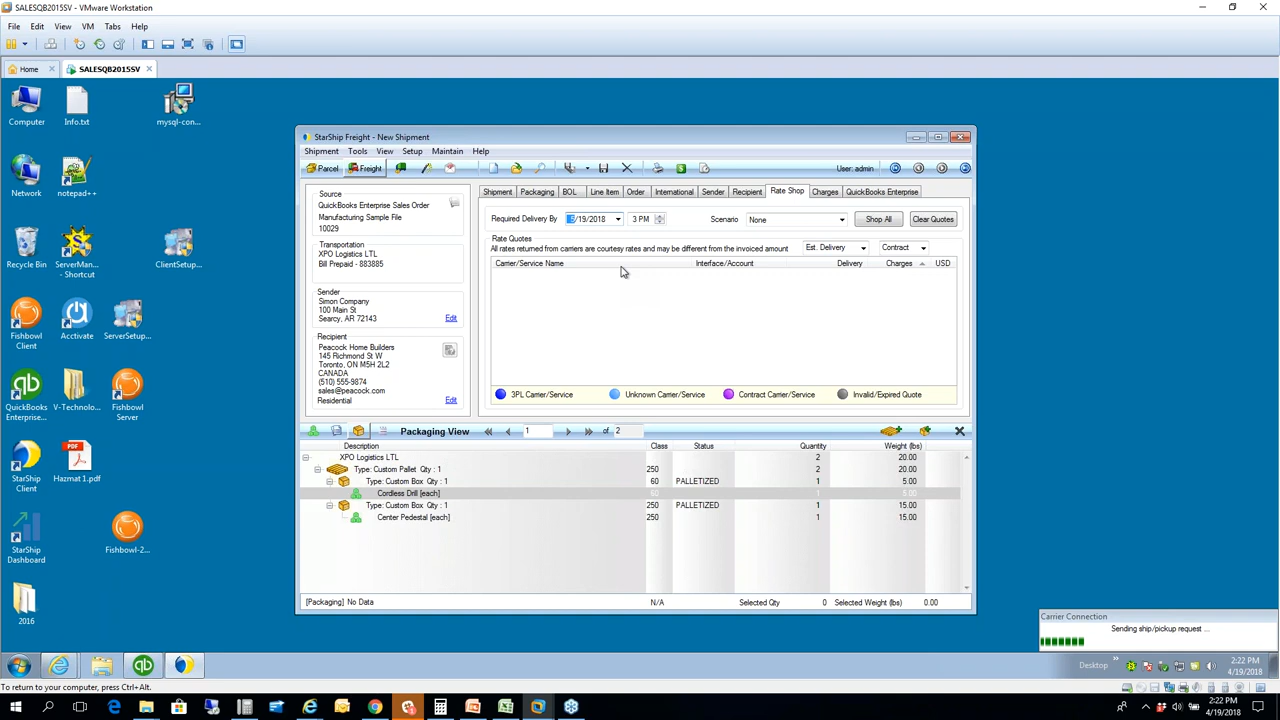 SALESQB2015SV - VMware Workstation
File Edit View VM Tabs Help
Home SALESQB2015SV
Computer
Info.txt
mysql-con...
Network
notepad++
Recycle Bin
ServerMan... - Shortcut
ClientSetup...
Fishbowl Client
Acctivate
ServerSetup...
QuickBooks Enterprise...
V-Technolo...
Fishbowl Server
StarShip Client
Hazmat 1.pdf
StarShip Dashboard
Fishbowl-2...
2016
StarShip Freight - New Shipment
Shipment Tools View Setup Maintain Help
Parcel Freight User: admin
Source
QuickBooks Enterprise Sales Order
Manufacturing Sample File
10029
Transportation
XPO Logistics LTL
Bill Prepaid - 883885
Sender
Simon Company
100 Main St
Searcy, AR 72143
Edit
Recipient
Peacock Home Builders
145 Richmond St W
Toronto, ON M5H 2L2
CANADA
(510) 555-9874
sales@peacock.com
Residential
Edit
Shipment Packaging BOL Line Item Order International Sender Recipient Rate Shop Charges QuickBooks Enterprise
Required Delivery By /19/2018 3 PM Scenario None Shop All Clear Quotes
Rate Quotes
All rates returned from carriers are courtesy rates and may be different from the invoiced amount Est. Delivery Contract
Carrier/Service Name Interface/Account Delivery Charges USD
3PL Carrier/Service Unknown Carrier/Service Contract Carrier/Service Invalid/Expired Quote
Packaging View 1 of 2
Description Class Status Quantity Weight (lbs)
XPO Logistics LTL 2 20.00
Type: Custom Pallet Qty : 1 250 2 20.00
Type: Custom Box Qty : 1 60 PALLETIZED 1 5.00
Cordless Drill [each] 60 1 5.00
Type: Custom Box Qty : 1 250 PALLETIZED 1 15.00
Center Pedestal [each] 250 1 15.00
[Packaging] No Data N/A Selected Qty 0 Selected Weight (lbs) 0.00
Carrier Connection
Sending ship/pickup request ...
Desktop
2:22 PM
4/19/2018
To return to your computer, press Ctrl+Alt.
2:22 PM
4/19/2018